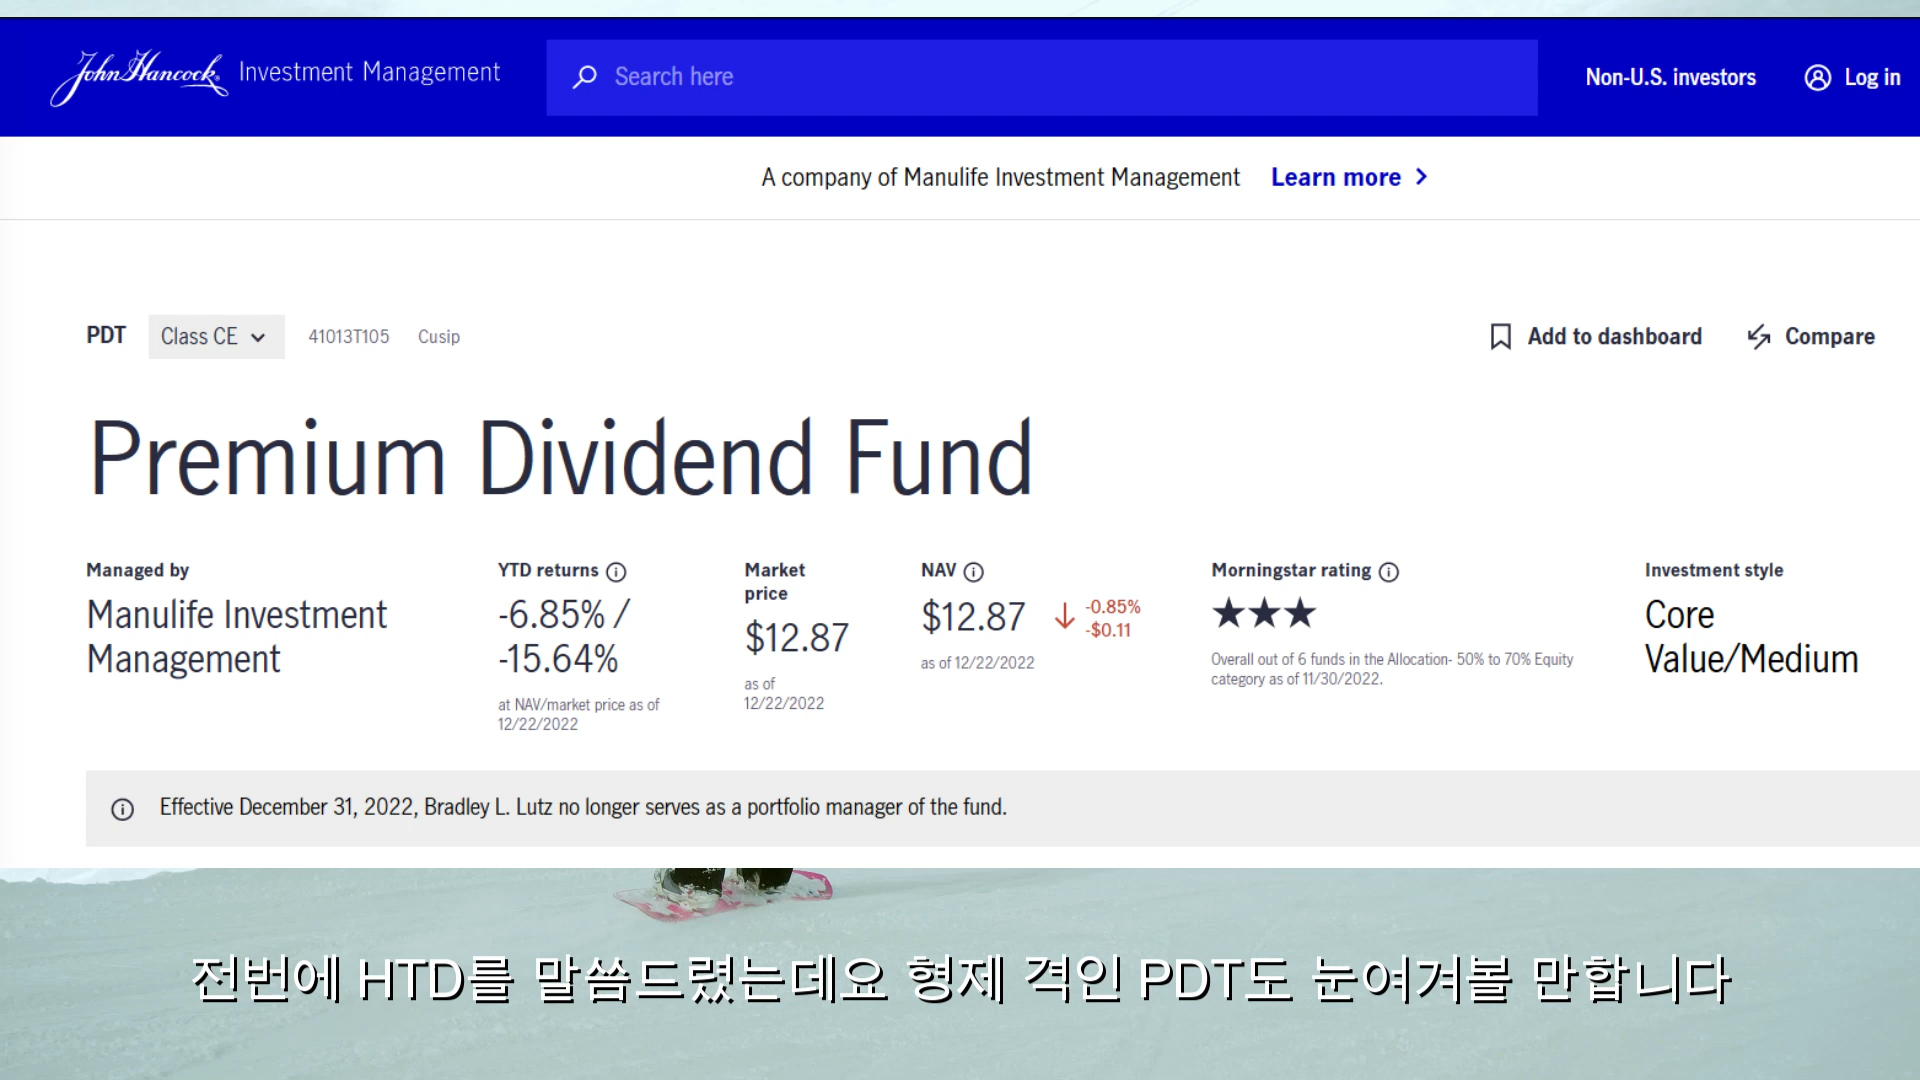 John Hancock Investment Management
Search here
Non-U.S. investors
Log in
A company of Manulife Investment Management Learn more
PDT Class CE 41013T105 Cusip
Add to dashboard Compare
Premium Dividend Fund
Managed by
Manulife Investment
Management
YTD returns
-6.85% /
-15.64%
at NAV/market price as of
12/22/2022
Market
price
$12.87
as of
12/22/2022
NAV
$12.87
-0.85%
-$0.11
as of 12/22/2022
Morningstar rating
★★★
Overall out of 6 funds in the Allocation- 50% to 70% Equity
category as of 11/30/2022.
Investment style
Core
Value/Medium
Effective December 31, 2022, Bradley L. Lutz no longer serves as a portfolio manager of the fund.
전번에 HTD를 말씀드렸는데요 형제 격인 PDT도 눈여겨볼 만합니다